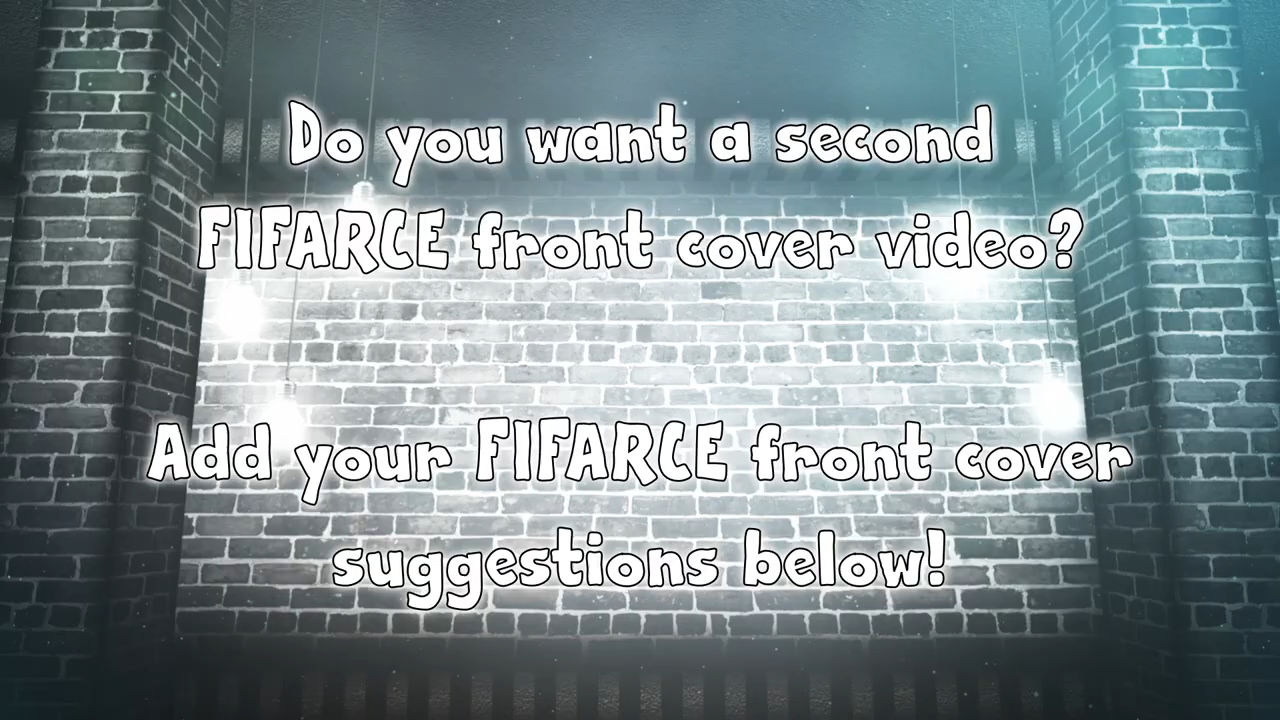 Do you want a second
FIFARCE front cover video?
Add your FIFARCE front cover
suggestions below!